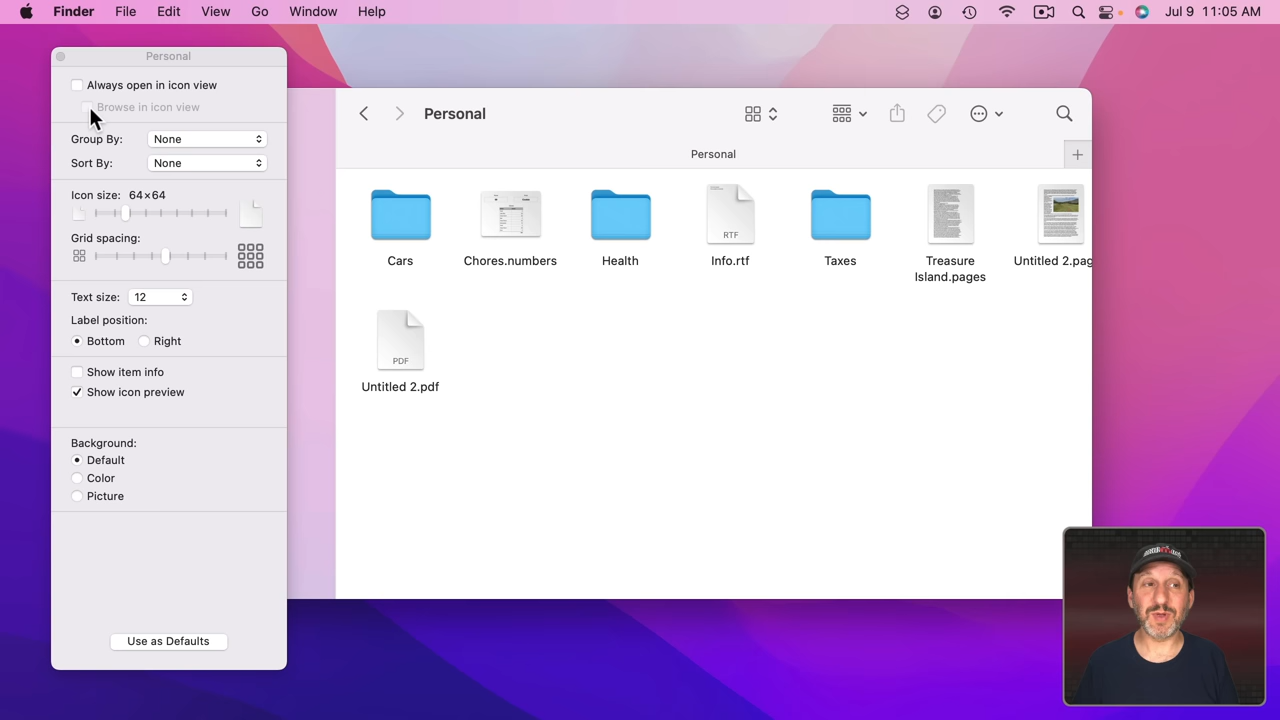 Finder File Edit View Go Window Help Jul 9 11:05 AM
Personal
Always open in icon view
Browse in icon view
Group By: None
Sort By: None
Icon size: 64×64
Grid spacing:
Text size: 12
Label position:
Bottom Right
Show item info
Show icon preview
Background:
Default
Color
Picture
Use as Defaults
Personal
Personal
RTF
Cars Chores.numbers Health Info.rtf Taxes Treasure Island.pages Untitled 2.pag
PDF
Untitled 2.pdf